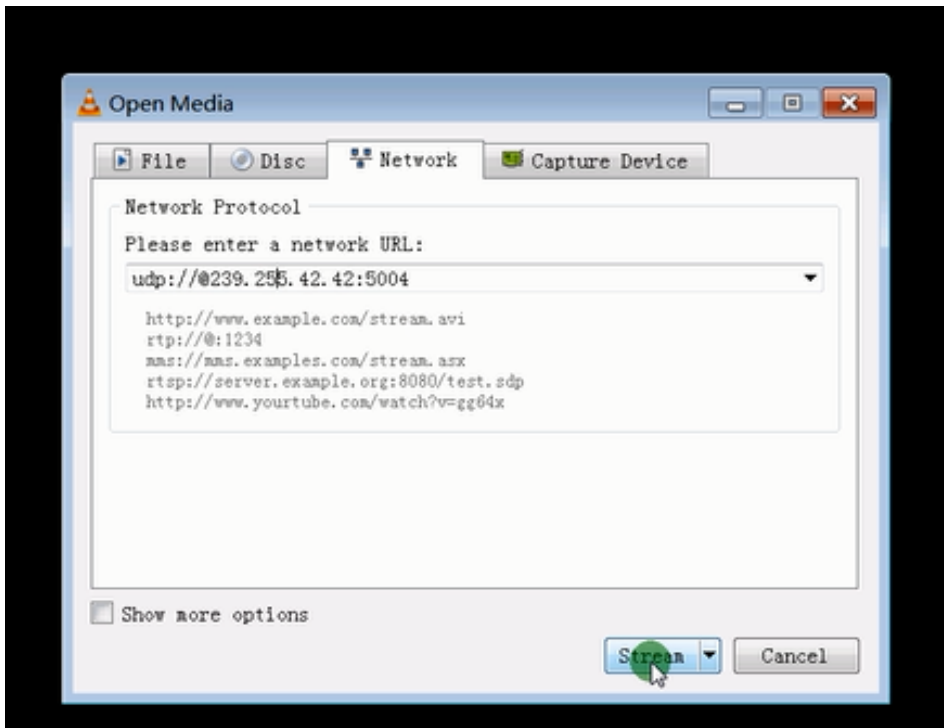 Open Media
File Disc Network Capture Device
Network Protocol
Please enter a network URL:
udp://@239.255.42.42:5004
http://www.example.com/stream.avi
rtp://@:1234
mms://mms.examples.com/stream.asx
rtsp://server.example.org:8080/test.sdp
http://www.yourtube.com/watch?v=gg64x
Show more options
Stream Cancel